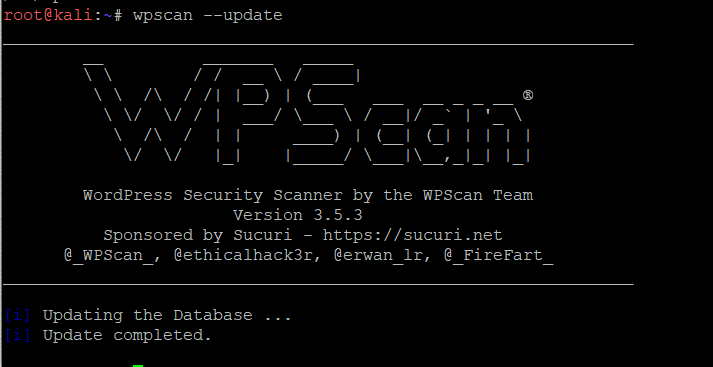 root@kali:~# wpscan --update
WPScan ®
WordPress Security Scanner by the WPScan Team
Version 3.5.3
Sponsored by Sucuri - https://sucuri.net
@_WPScan_, @ethicalhack3r, @erwan_lr, @_FireFart_
[i] Updating the Database ...
[i] Update completed.